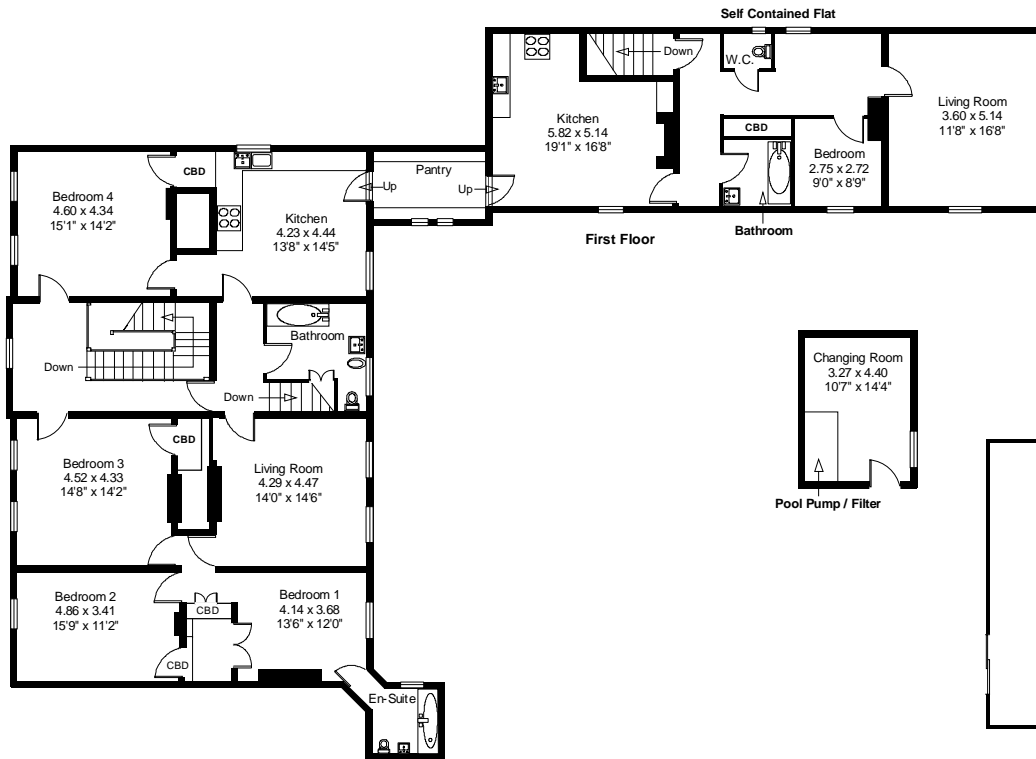 Self Contained Flat
Down
W.C.
Kitchen
5.82 x 5.14
19'1" x 16'8"
Living Room
3.60 x 5.14
11'8" x 16'8"
CBD
Bedroom
2.75 x 2.72
9'0" x 8'9"
Bathroom
First Floor
Bedroom 4
4.60 x 4.34
15'1" x 14'2"
CBD
Kitchen
4.23 x 4.44
13'8" x 14'5"
Up
Pantry
Up
Down
Bathroom
Down
Changing Room
3.27 x 4.40
10'7" x 14'4"
Pool Pump / Filter
Bedroom 3
4.52 x 4.33
14'8" x 14'2"
CBD
Living Room
4.29 x 4.47
14'0" x 14'6"
Bedroom 2
4.86 x 3.41
15'9" x 11'2"
CBD
CBD
Bedroom 1
4.14 x 3.68
13'6" x 12'0"
En-Suite